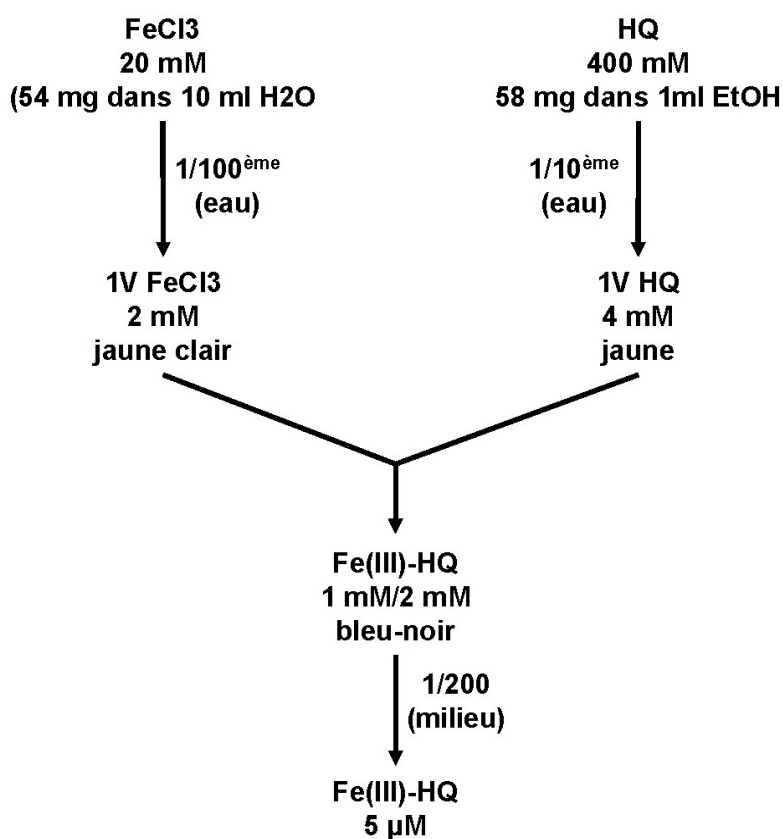 FeCl3
20 mM
(54 mg dans 10 ml H2O
HQ
400 mM
58 mg dans 1ml EtOH
1/100ème
(eau)
1/10ème
(eau)
1V FeCl3
2 mM
jaune clair
1V HQ
4 mM
jaune
Fe(III)-HQ
1 mM/2 mM
bleu-noir
1/200
(milieu)
Fe(III)-HQ
5 µM